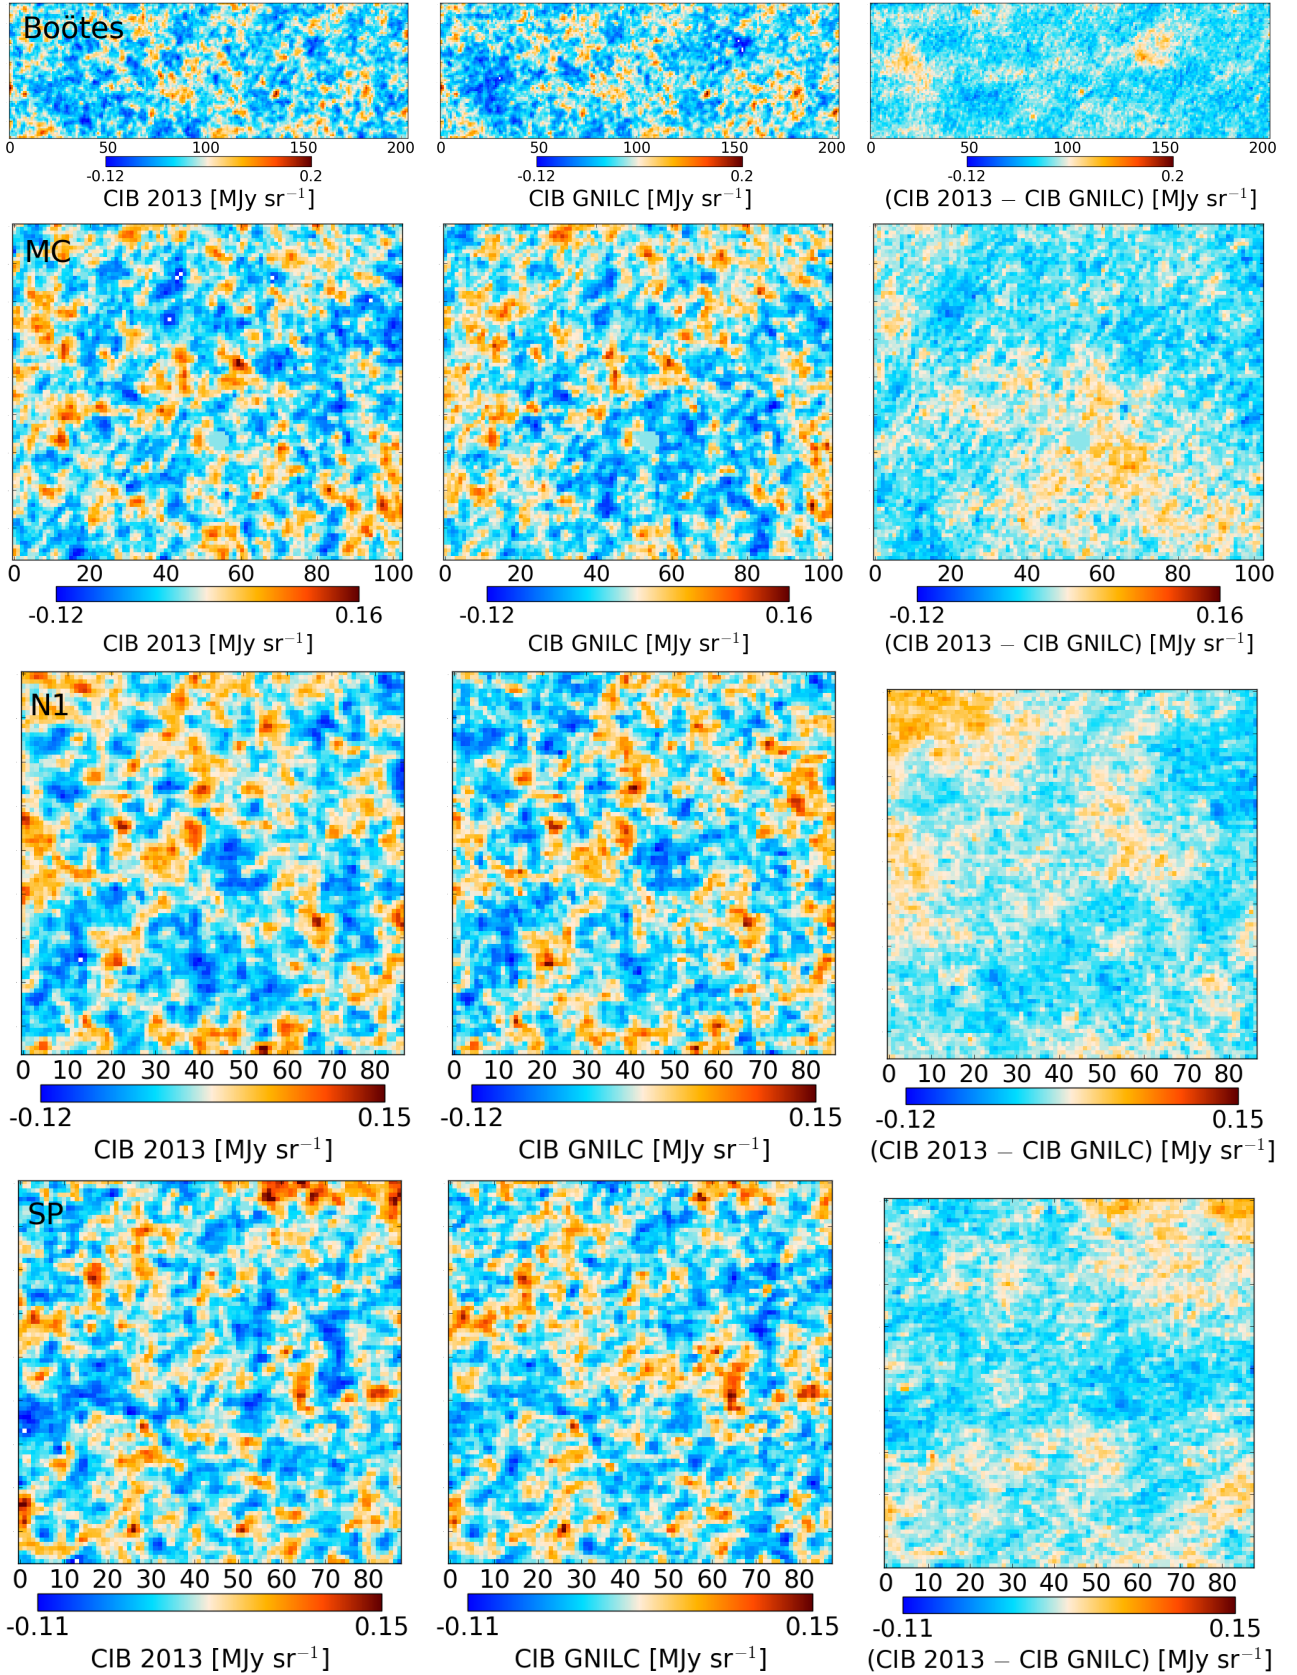 Boötes
0 50 100 150 200
0 50 100 150 200
0 50 100 150 200
-0.12 0.2
-0.12 0.2
-0.12 0.2
CIB 2013 [MJy sr⁻¹]
CIB GNILC [MJy sr⁻¹]
(CIB 2013 − CIB GNILC) [MJy sr⁻¹]
MC
0 20 40 60 80 100
0 20 40 60 80 100
0 20 40 60 80 100
-0.12 0.16
-0.12 0.16
-0.12 0.16
CIB 2013 [MJy sr⁻¹]
CIB GNILC [MJy sr⁻¹]
(CIB 2013 − CIB GNILC) [MJy sr⁻¹]
N1
0 10 20 30 40 50 60 70 80
0 10 20 30 40 50 60 70 80
0 10 20 30 40 50 60 70 80
-0.12 0.15
-0.12 0.15
-0.12 0.15
CIB 2013 [MJy sr⁻¹]
CIB GNILC [MJy sr⁻¹]
(CIB 2013 − CIB GNILC) [MJy sr⁻¹]
SP
0 10 20 30 40 50 60 70 80
0 10 20 30 40 50 60 70 80
0 10 20 30 40 50 60 70 80
-0.11 0.15
-0.11 0.15
-0.11 0.15
CIB 2013 [MJy sr⁻¹]
CIB GNILC [MJy sr⁻¹]
(CIB 2013 − CIB GNILC) [MJy sr⁻¹]